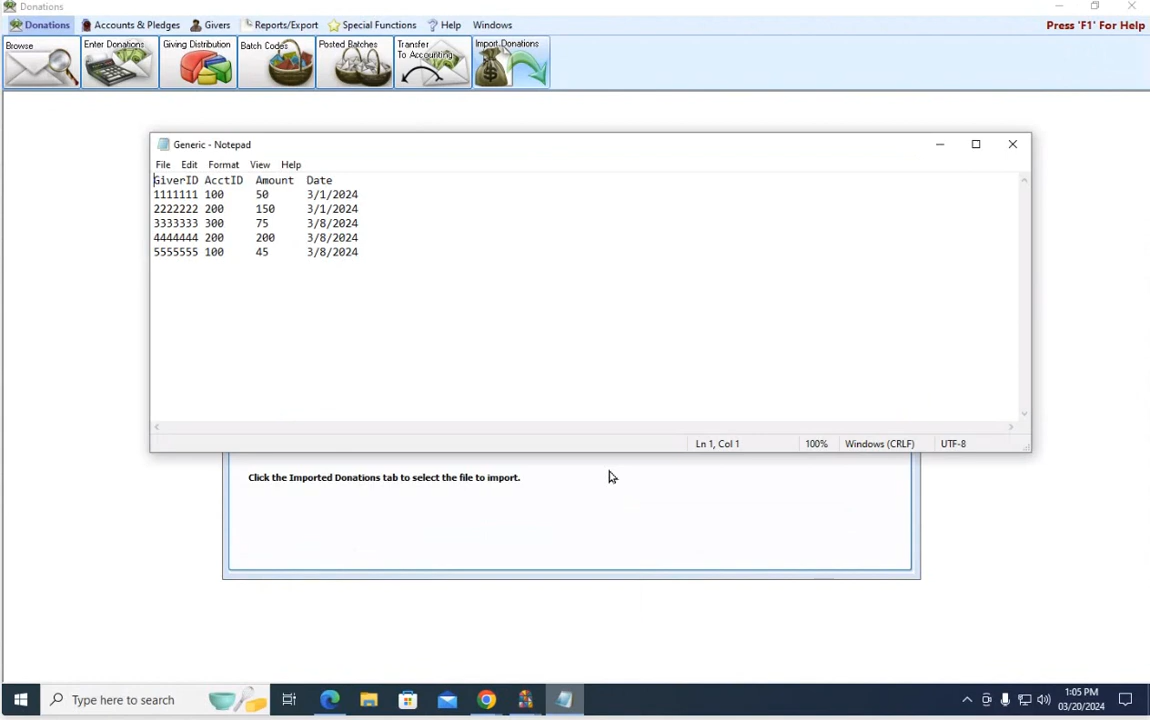 Donations
Donations Accounts & Pledges Givers Reports/Export Special Functions Help Windows Press 'F1' For Help
Browse Enter Donations Giving Distribution Batch Codes Posted Batches Transfer To Accounting Import Donations
Generic - Notepad
File Edit Format View Help
GiverID AcctID Amount Date
1111111 100 50 3/1/2024
2222222 200 150 3/1/2024
3333333 300 75 3/8/2024
4444444 200 200 3/8/2024
5555555 100 45 3/8/2024
Ln 1, Col 1 100% Windows (CRLF) UTF-8
Click the Imported Donations tab to select the file to import.
Type here to search 1:05 PM
03/20/2024